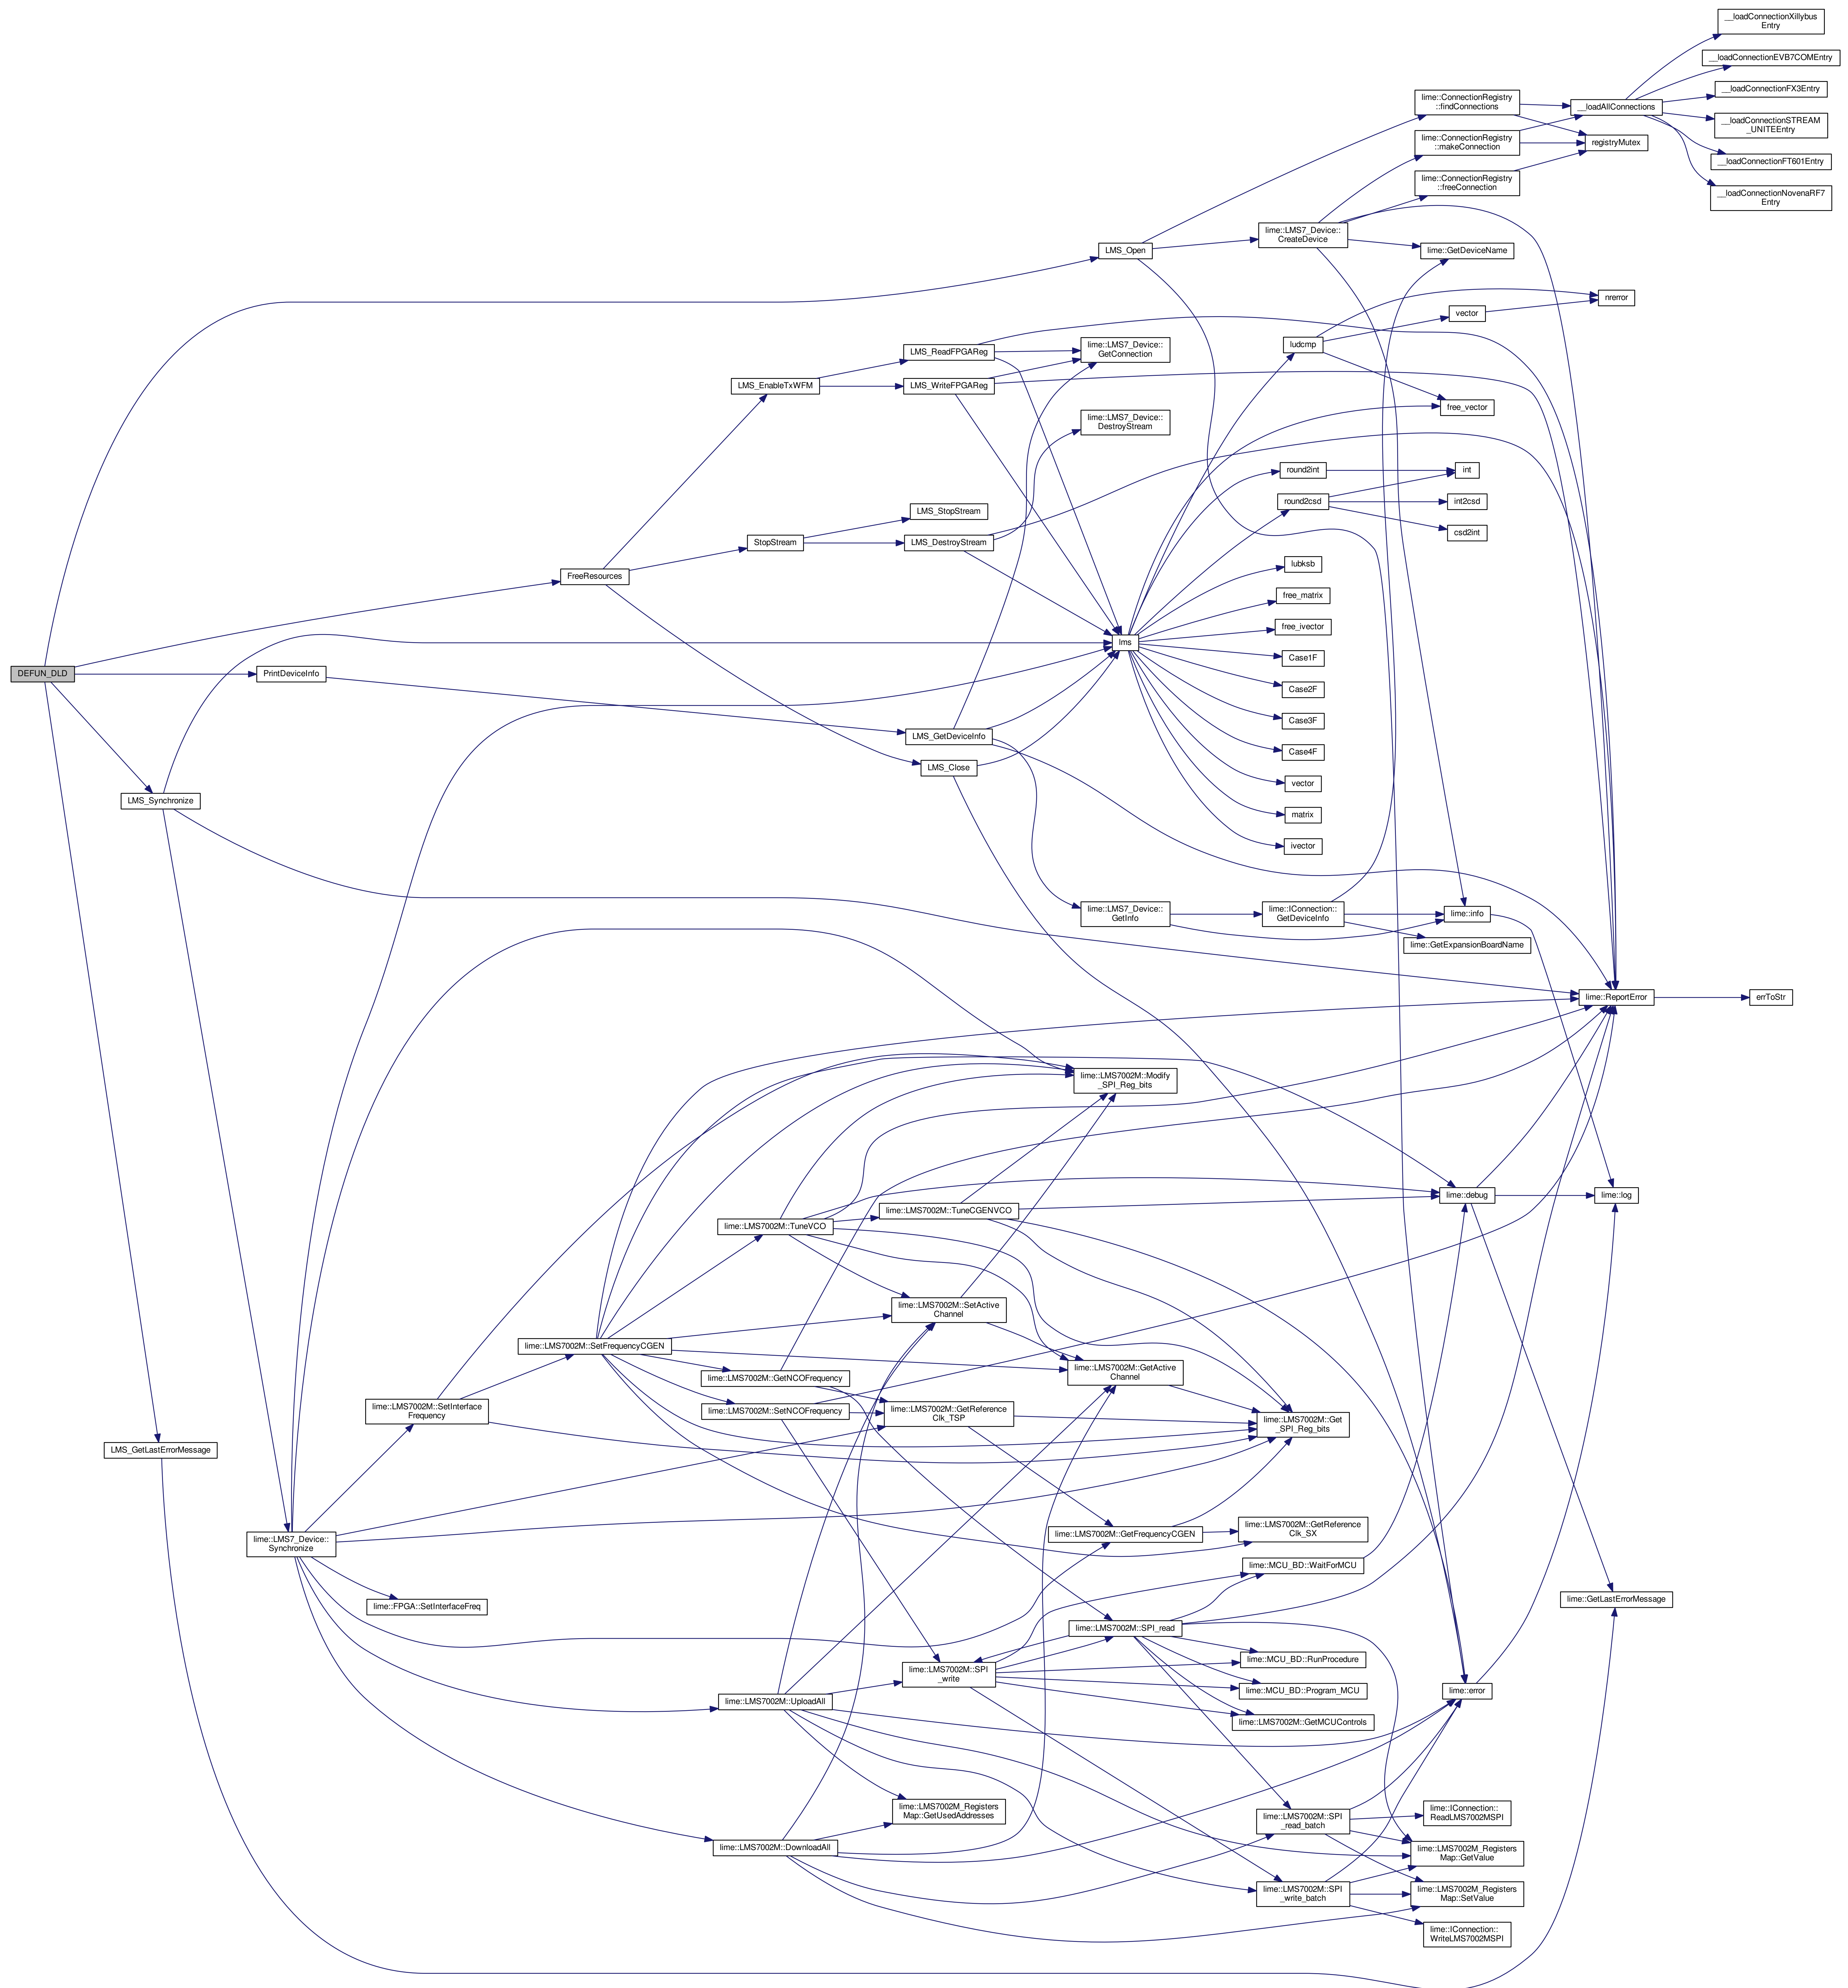 __loadConnectionXillybus
Entry
__loadConnectionEVB7COMEntry
__loadConnectionFX3Entry
lime::ConnectionRegistry
::findConnections
__loadAllConnections
__loadConnectionSTREAM
_UNITEEntry
lime::ConnectionRegistry
::makeConnection
registryMutex
__loadConnectionFT601Entry
lime::ConnectionRegistry
::freeConnection
__loadConnectionNovenaRF7
Entry
lime::LMS7_Device::
CreateDevice
LMS_Open
lime::GetDeviceName
nrerror
vector
ludcmp
LMS_ReadFPGAReg
lime::LMS7_Device::
GetConnection
LMS_EnableTxWFM
LMS_WriteFPGAReg
free_vector
lime::LMS7_Device::
DestroyStream
round2int
int
round2csd
int2csd
LMS_StopStream
csd2int
StopStream
LMS_DestroyStream
lubksb
FreeResources
free_matrix
free_ivector
lms
Case1F
DEFUN_DLD
PrintDeviceInfo
Case2F
Case3F
LMS_GetDeviceInfo
Case4F
LMS_Close
vector
LMS_Synchronize
matrix
ivector
lime::LMS7_Device::
GetInfo
lime::IConnection::
GetDeviceInfo
lime::info
lime::GetExpansionBoardName
lime::ReportError
errToStr
lime::LMS7002M::Modify
_SPI_Reg_bits
lime::debug
lime::log
lime::LMS7002M::TuneCGENVCO
lime::LMS7002M::TuneVCO
lime::LMS7002M::SetActive
Channel
lime::LMS7002M::SetFrequencyCGEN
lime::LMS7002M::GetActive
Channel
lime::LMS7002M::GetNCOFrequency
lime::LMS7002M::SetInterface
Frequency
lime::LMS7002M::SetNCOFrequency
lime::LMS7002M::GetReference
Clk_TSP
lime::LMS7002M::Get
_SPI_Reg_bits
LMS_GetLastErrorMessage
lime::LMS7_Device::
Synchronize
lime::LMS7002M::GetFrequencyCGEN
lime::LMS7002M::GetReference
Clk_SX
lime::MCU_BD::WaitForMCU
lime::FPGA::SetInterfaceFreq
lime::GetLastErrorMessage
lime::LMS7002M::SPI_read
lime::MCU_BD::RunProcedure
lime::LMS7002M::SPI
_write
lime::MCU_BD::Program_MCU
lime::error
lime::LMS7002M::UploadAll
lime::LMS7002M::GetMCUControls
lime::LMS7002M_Registers
Map::GetUsedAddresses
lime::LMS7002M::SPI
_read_batch
lime::IConnection::
ReadLMS7002MSPI
lime::LMS7002M::DownloadAll
lime::LMS7002M_Registers
Map::GetValue
lime::LMS7002M::SPI
_write_batch
lime::LMS7002M_Registers
Map::SetValue
lime::IConnection::
WriteLMS7002MSPI